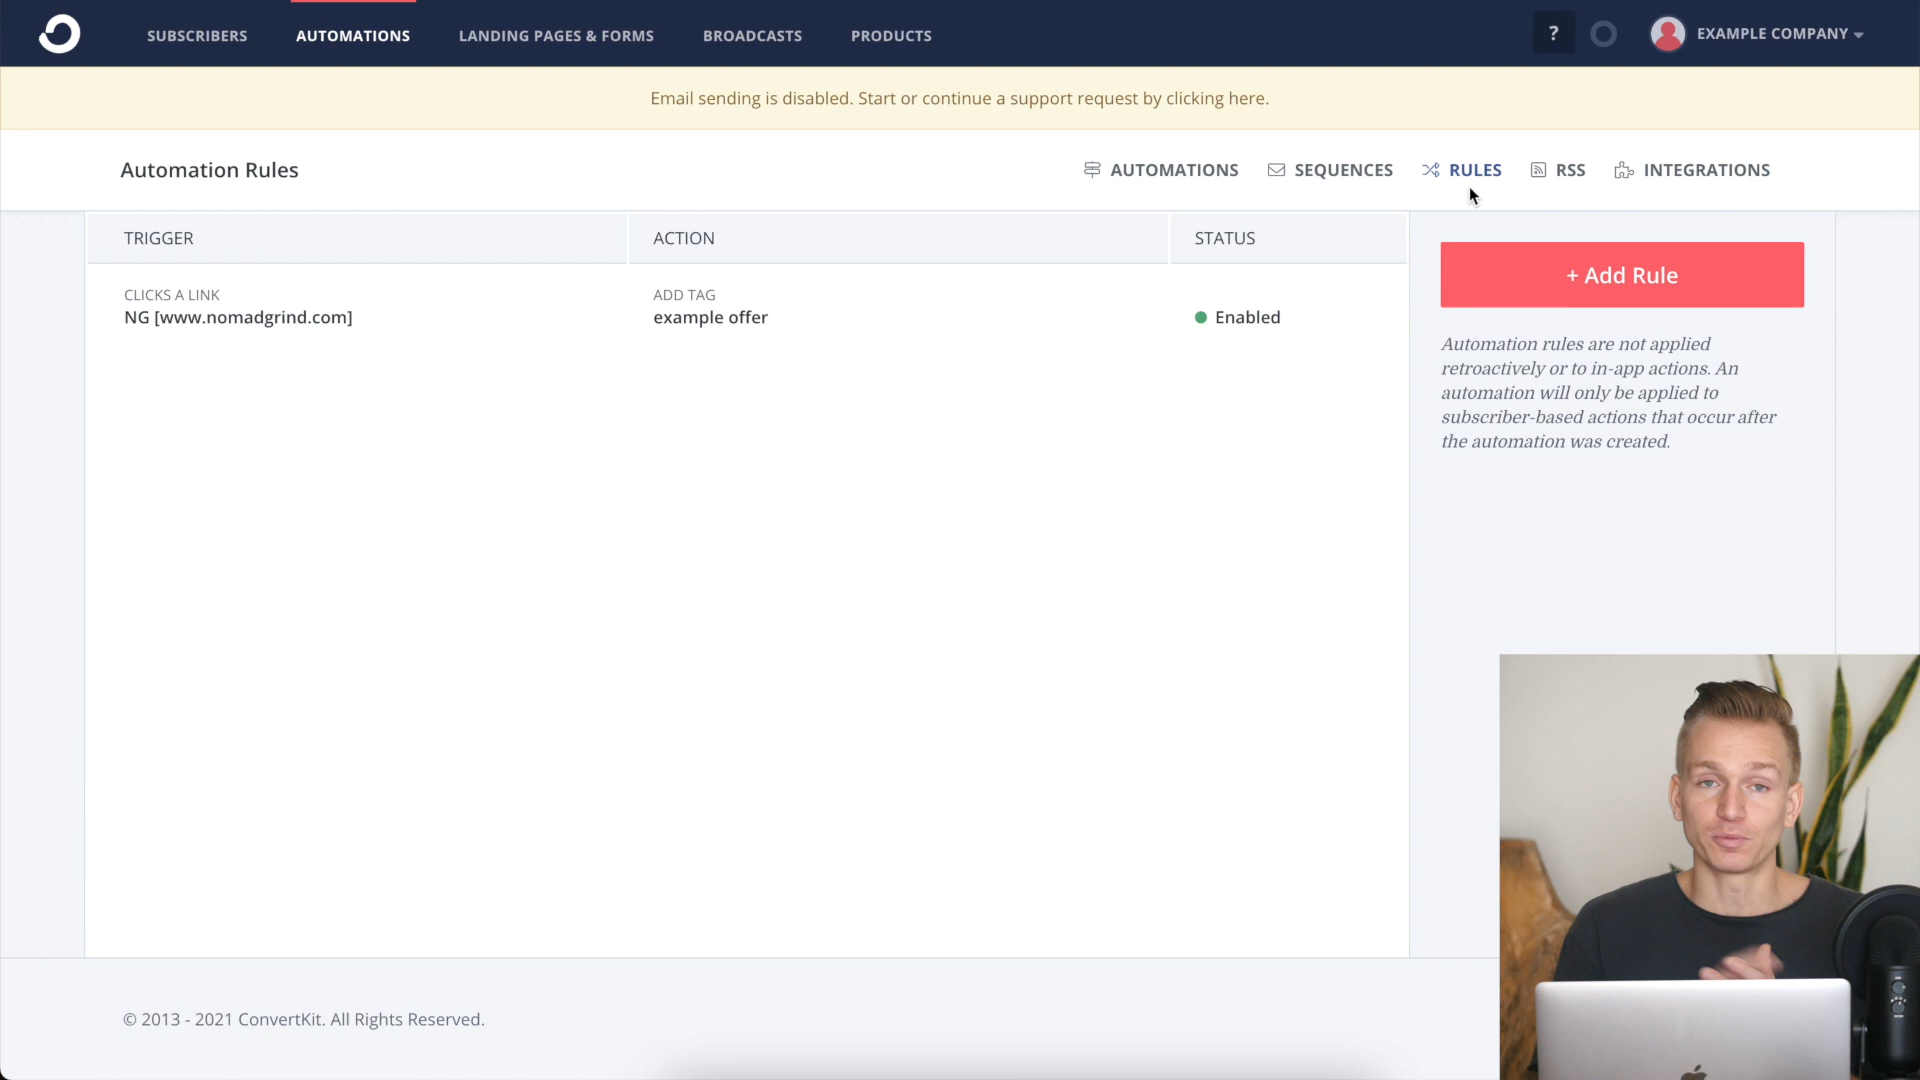 SUBSCRIBERS AUTOMATIONS LANDING PAGES & FORMS BROADCASTS PRODUCTS ? EXAMPLE COMPANY
Email sending is disabled. Start or continue a support request by clicking here.
Automation Rules AUTOMATIONS SEQUENCES RULES RSS INTEGRATIONS
TRIGGER ACTION STATUS
CLICKS A LINK ADD TAG
NG [www.nomadgrind.com] example offer Enabled
+ Add Rule
Automation rules are not applied
retroactively or to in-app actions. An
automation will only be applied to
subscriber-based actions that occur after
the automation was created.
© 2013 - 2021 ConvertKit. All Rights Reserved.